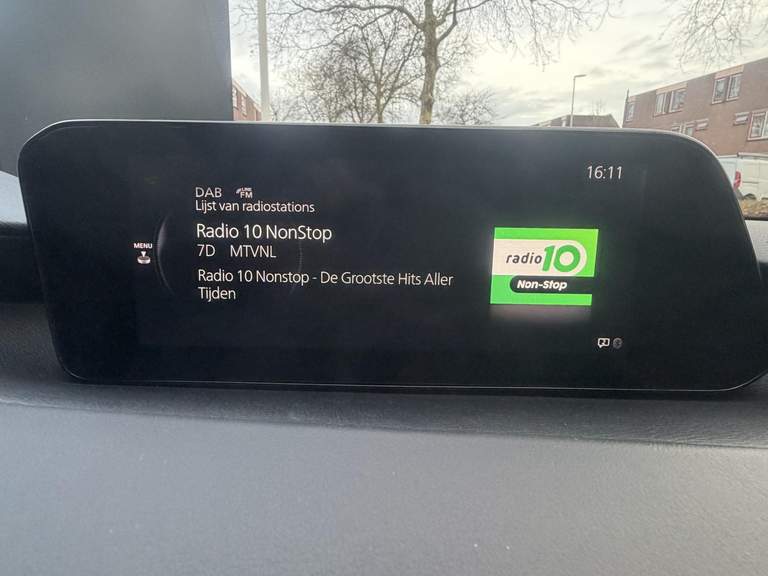 16:11
DAB LINK FM
Lijst van radiostations
MENU
Radio 10 NonStop
7D MTVNL
Radio 10 Nonstop - De Grootste Hits Aller
Tijden
radio 10
Non-Stop